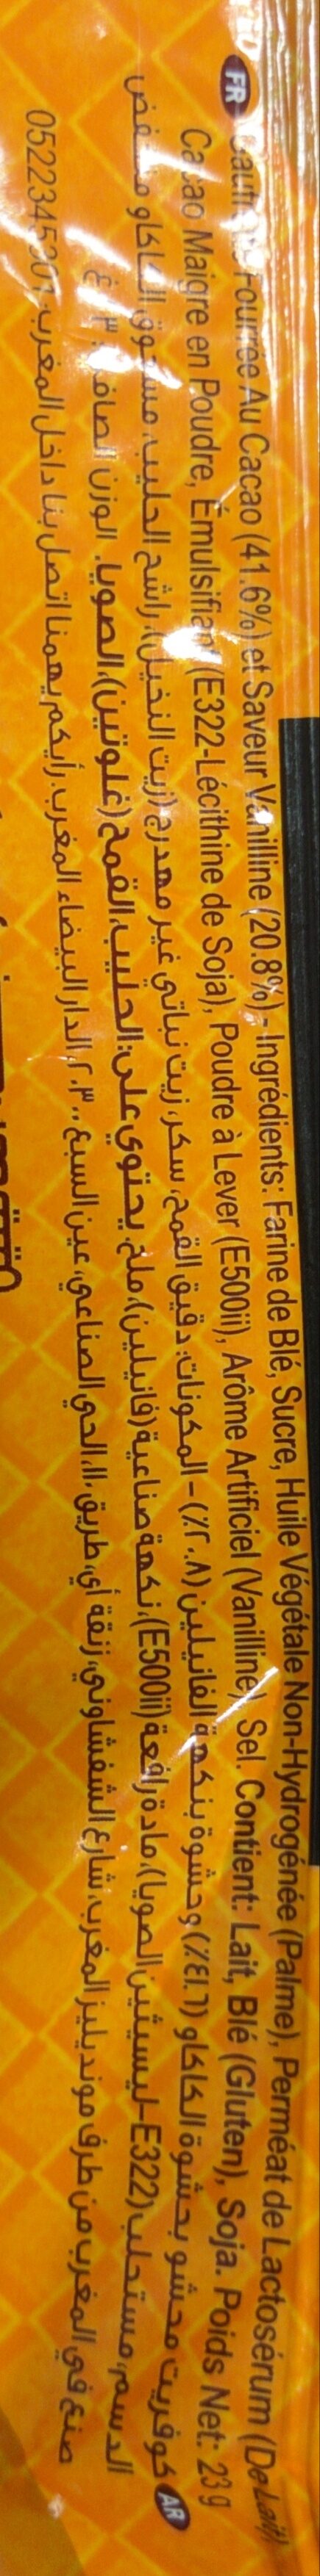 FR Gaufrette Fourrée Au Cacao (41.6%) et Saveur Vanilline (20.8%) - Ingrédients: Farine de Blé, Sucre, Huile Végétale Non-Hydrogénée (Palme), Perméat de Lactosérum (De Lait),
Cacao Maigre en Poudre, Émulsifiant (E322-Lécithine de Soja), Poudre à Lever (E500ii), Arôme Artificiel (Vanilline), Sel. Contient: Lait, Blé (Gluten), Soja. Poids Net: 23 g
AR كوفريت محشو بحشوة الكاكاو (٤١.٦٪) وحشوة بنكهة الفانيلين (٢٠.٨٪) - المكونات: دقيق القمح، سكر، زيت نباتي غير مهدرج (زيت النخيل)، راشح الحليب، مسحوق الكاكاو منخفض
الدسم، مستحلب (E322-ليسيثين الصويا)، مادة رافعة (E500ii)، نكهة صناعية (فانيلين)، ملح. يحتوي على: الحليب، القمح (غلوتين)، الصويا. الوزن الصافي: ٢٣ غ
صنع في المغرب من طرف مونديليز المغرب، شارع الشفشاوني، زنقة أي، طريق ١١٠، الحي الصناعي، عين السبع ٢٠٣٠٠، الدار البيضاء المغرب. رأيكم يهمنا اتصل بنا داخل المغرب: